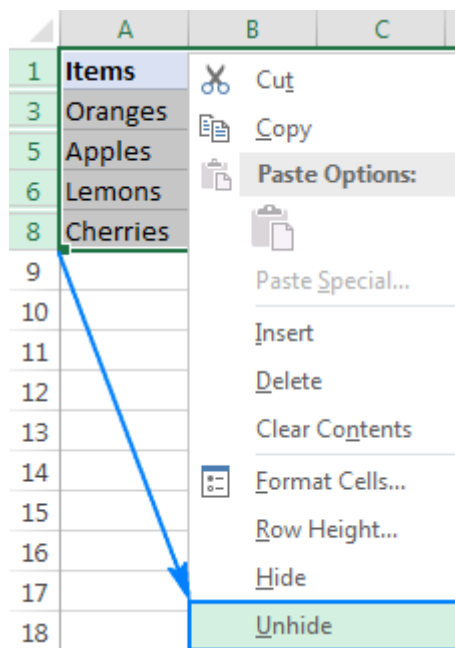 A B C
1 Items
3 Oranges
5 Apples
6 Lemons
8 Cherries
9
10
11
12
13
14
15
16
17
18
Cut
Copy
Paste Options:
Paste Special...
Insert
Delete
Clear Contents
Format Cells...
Row Height...
Hide
Unhide